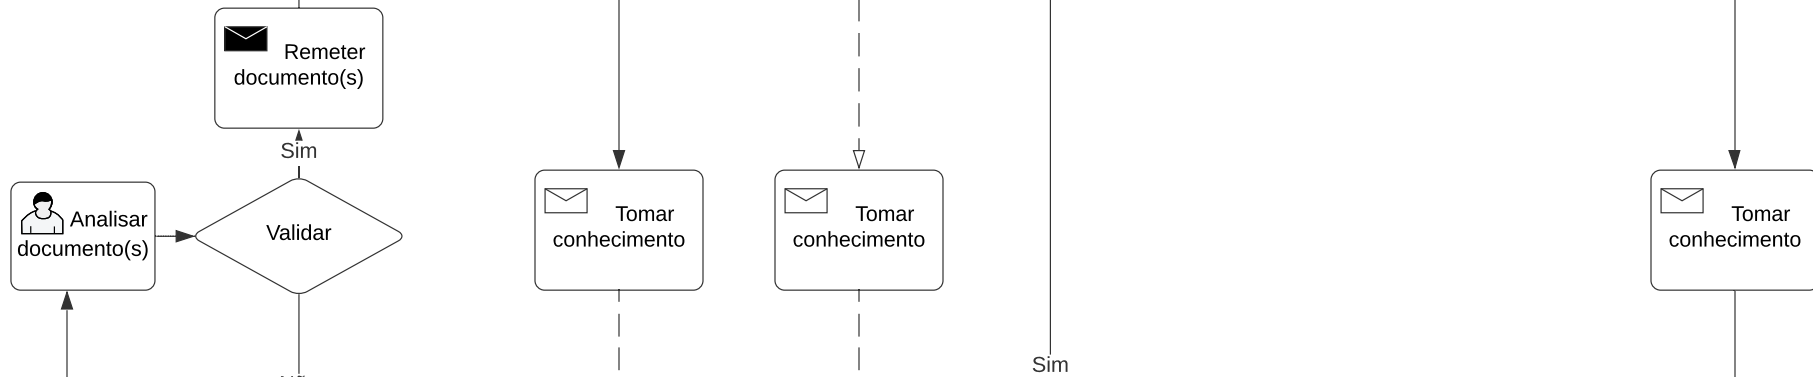 Remeter
documento(s)
Sim
Analisar
documento(s)
Validar
Tomar
conhecimento
Tomar
conhecimento
Sim
Tomar
conhecimento